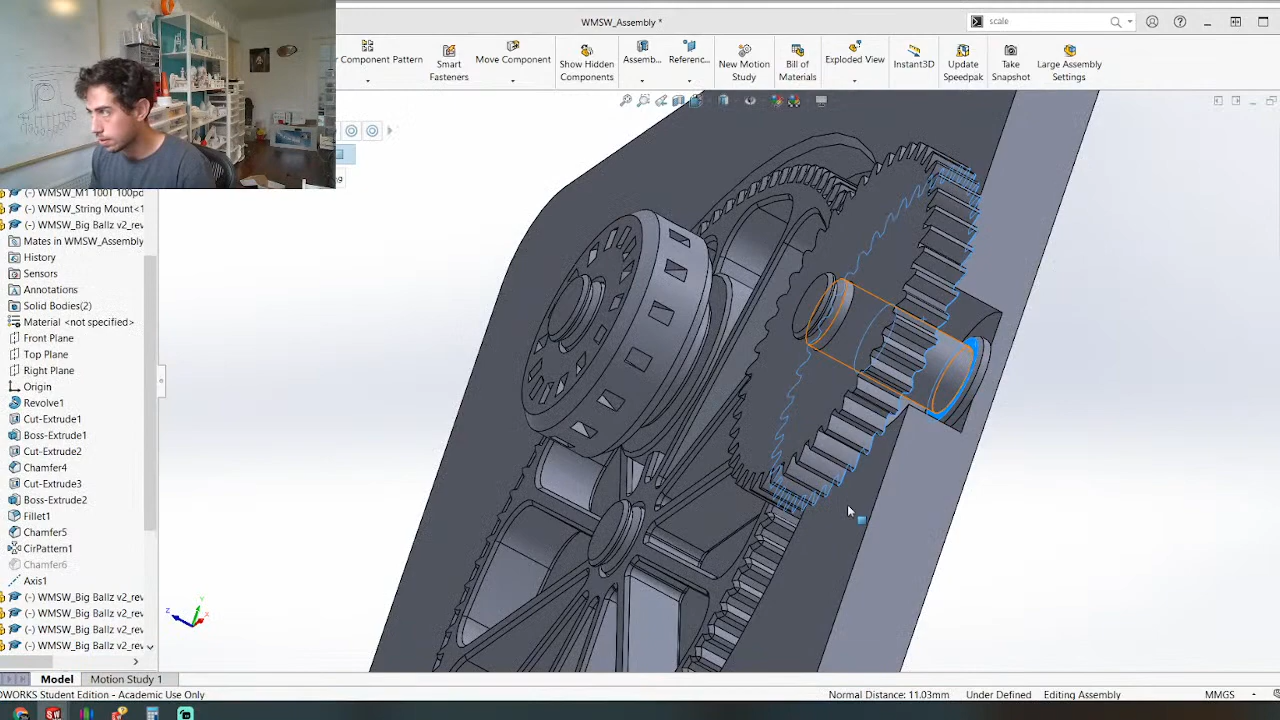 WMSW_Assembly *
scale
Component Pattern
Smart
Fasteners
Move Component
Show Hidden
Components
Assemb...
Referenc...
New Motion
Study
Bill of
Materials
Exploded View
Instant3D
Update
Speedpak
Take
Snapshot
Large Assembly
Settings
(-) WMSW_M1 1001 100pd
(-) WMSW_String Mount<1
(-) WMSW_Big Ballz v2_rev
Mates in WMSW_Assembly
History
Sensors
Annotations
Solid Bodies(2)
Material <not specified>
Front Plane
Top Plane
Right Plane
Origin
Revolve1
Cut-Extrude1
Boss-Extrude1
Cut-Extrude2
Chamfer4
Cut-Extrude3
Boss-Extrude2
Fillet1
Chamfer5
CirPattern1
Chamfer6
Axis1
(-) WMSW_Big Ballz v2_rev
(-) WMSW_Big Ballz v2_rev
(-) WMSW_Big Ballz v2_rev
(-) WMSW_Big Ballz v2_rev
Z
Y
X
Model
Motion Study 1
DWORKS Student Edition - Academic Use Only
Normal Distance: 11.03mm
Under Defined
Editing Assembly
MMGS